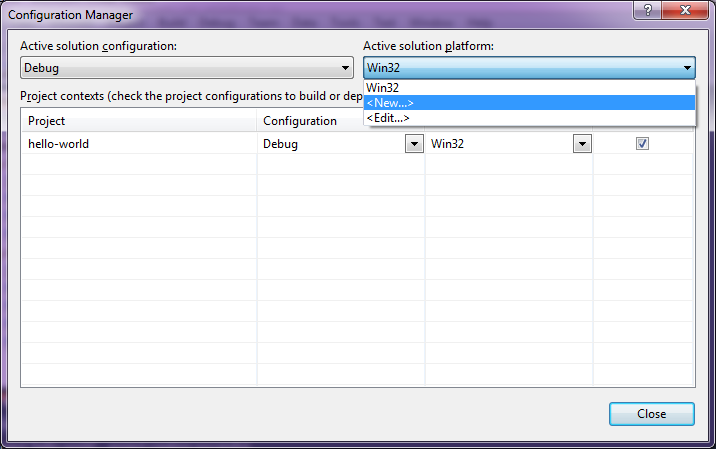 Configuration Manager
Active solution configuration:
Active solution platform:
Debug
Win32
Win32
<New...>
<Edit...>
Project contexts (check the project configurations to build or dep
Project
Configuration
hello-world
Debug
Win32
Close